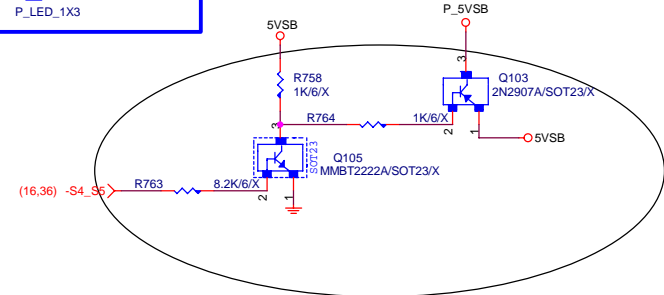 P_LED_1X3
5VSB
P_5VSB
R758
1K/6/X
3
Q103
2N2907A/SOT23/X
R764
1K/6/X
2
1
5VSB
3
SOT23
Q105
MMBT2222A/SOT23/X
(16,36) -S4_S5
R763
8.2K/6/X
2
1